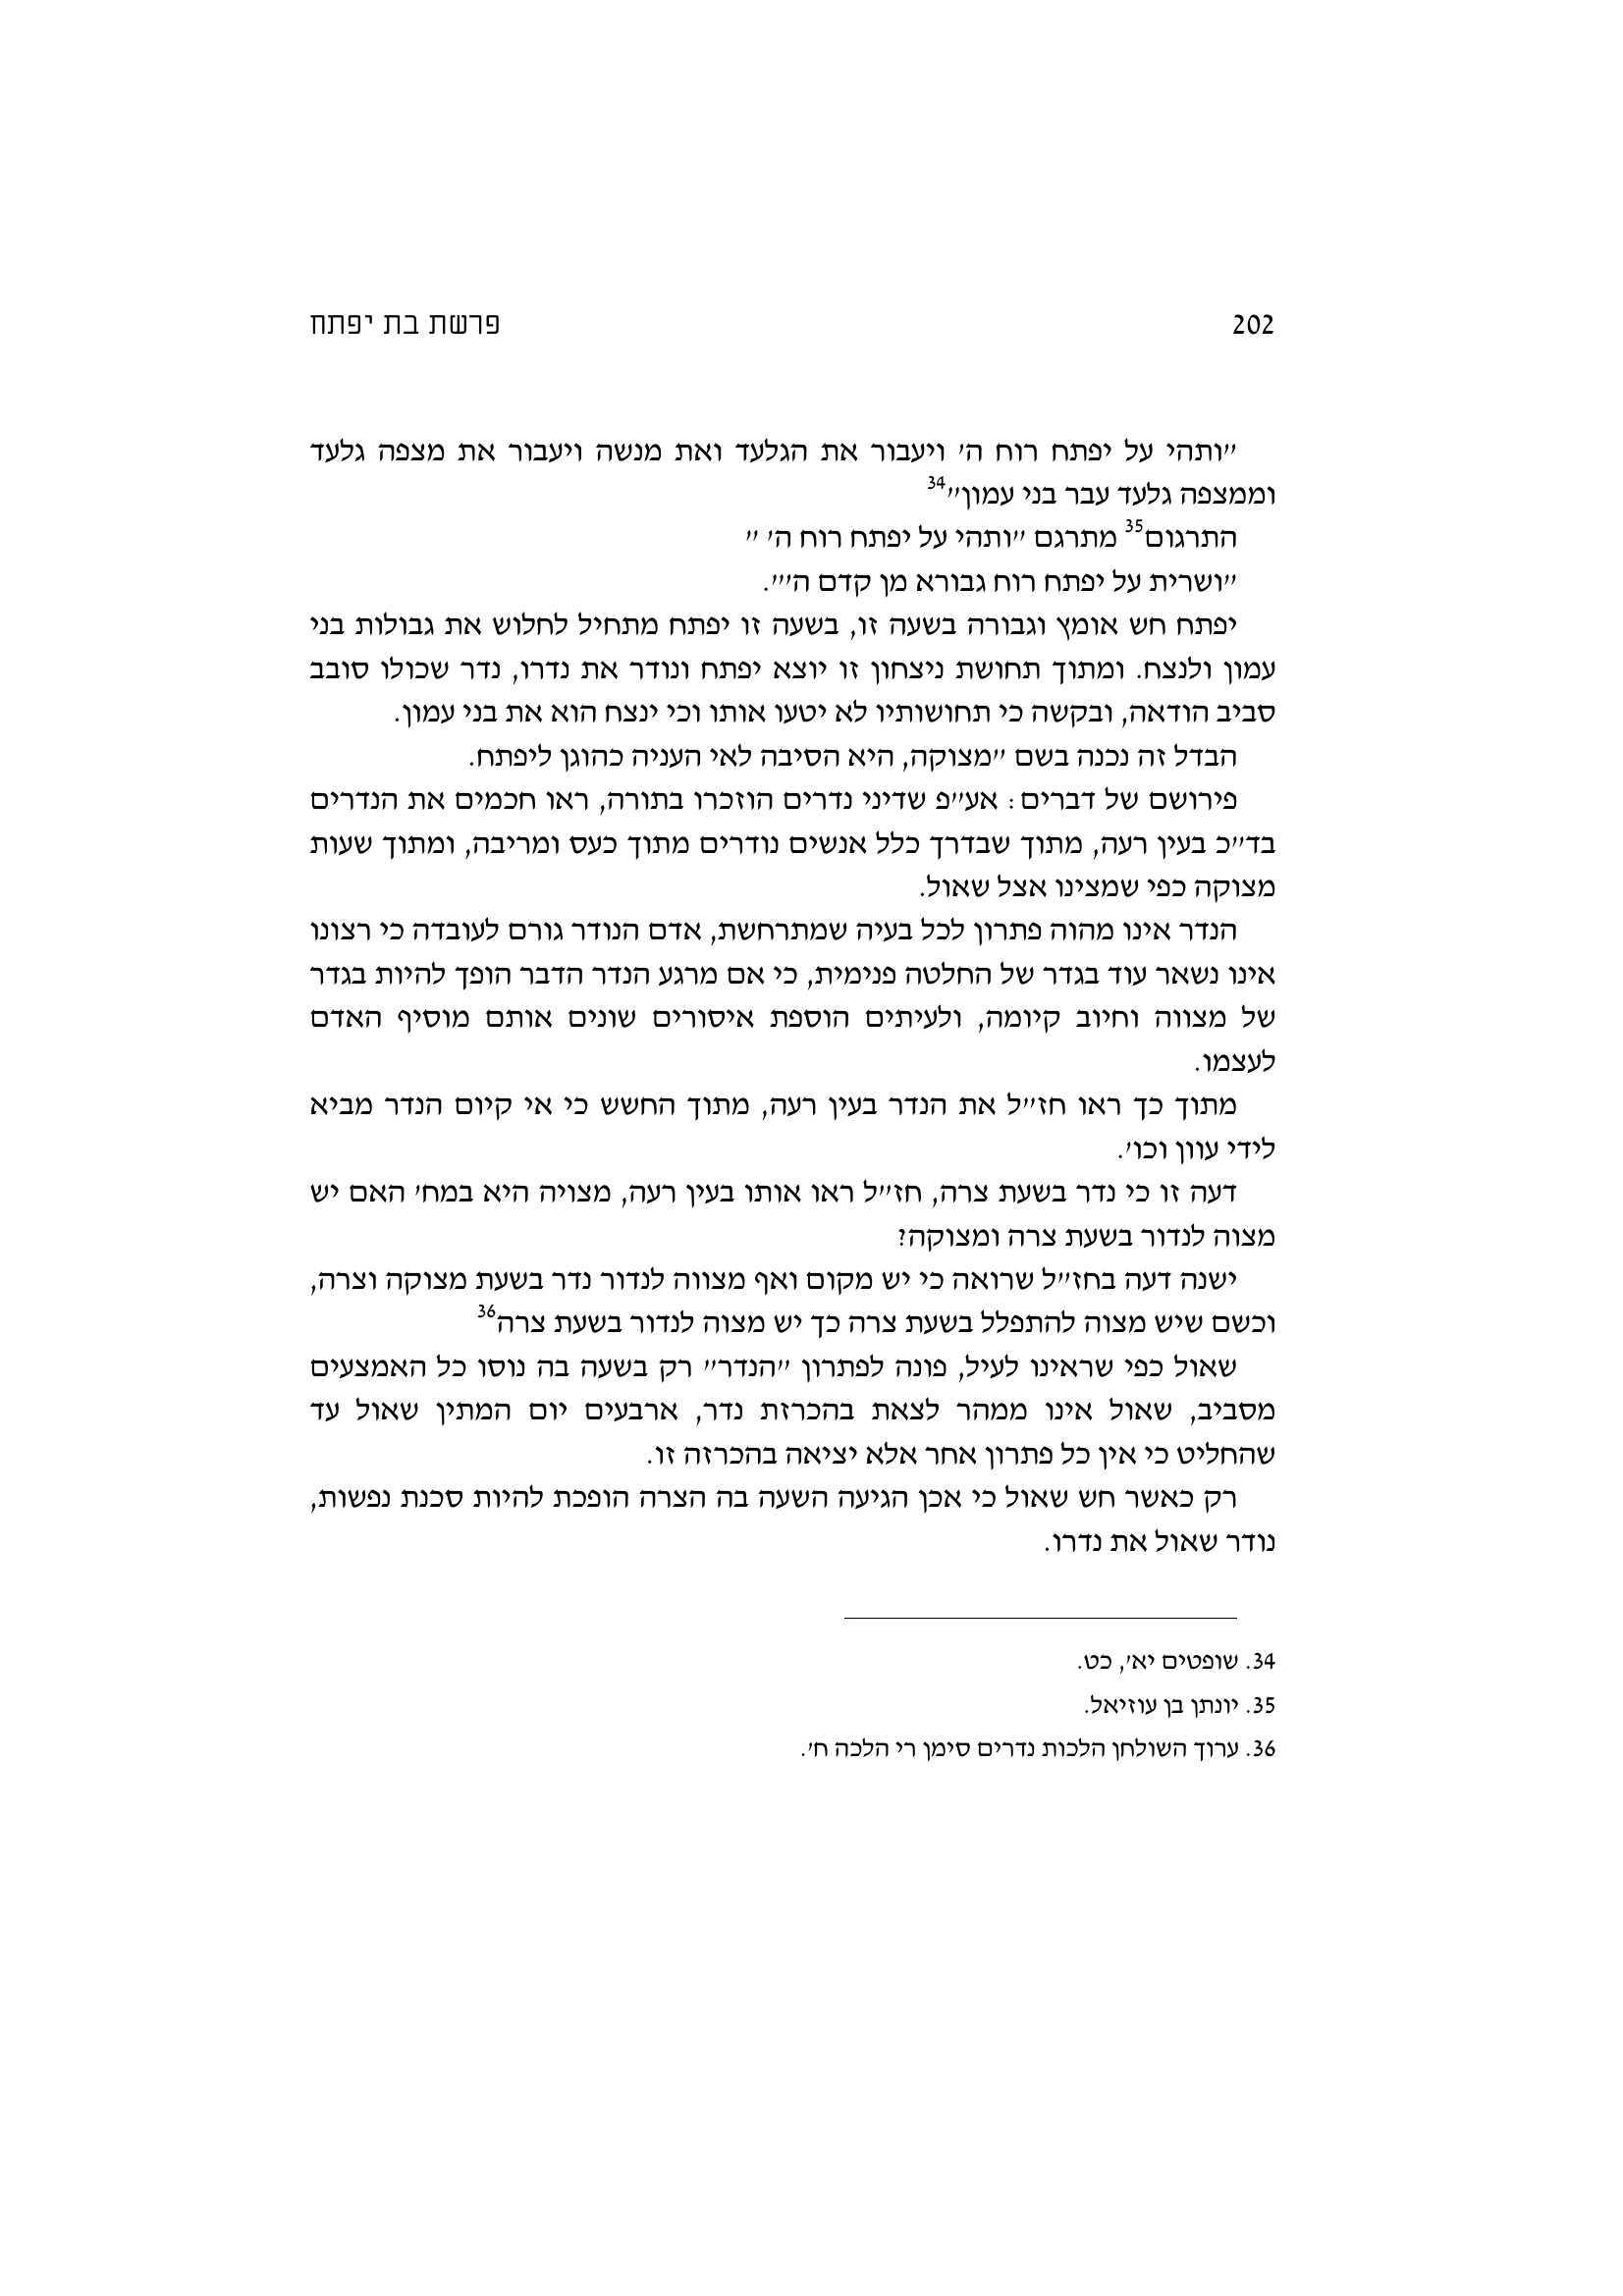 202 פרשת בת יפתח
״ותהי על יפתח רוח ה׳ ויעבור את הגלעד ואת מנשה ויעבור את מצפה גלעד
וממצפה גלעד עבר בני עמון״34
התרגום35 מתרגם ״ותהי על יפתח רוח ה׳ ״
״ושרית על יפתח רוח גבורא מן קדם ה׳״.
יפתח חש אומץ וגבורה בשעה זו, בשעה זו יפתח מתחיל לחלוש את גבולות בני
עמון ולנצח. ומתוך תחושת ניצחון זו יוצא יפתח ונודר את נדרו, נדר שכולו סובב
סביב הודאה, ובקשה כי תחושותיו לא יטעו אותו וכי ינצח הוא את בני עמון.
הבדל זה נכנה בשם ״מצוקה, היא הסיבה לאי העניה כהוגן ליפתח.
פירושם של דברים: אע״פ שדיני נדרים הוזכרו בתורה, ראו חכמים את הנדרים
בד״כ בעין רעה, מתוך שבדרך כלל אנשים נודרים מתוך כעס ומריבה, ומתוך שעות
מצוקה כפי שמצינו אצל שאול.
הנדר אינו מהוה פתרון לכל בעיה שמתרחשת, אדם הנודר גורם לעובדה כי רצונו
אינו נשאר עוד בגדר של החלטה פנימית, כי אם מרגע הנדר הדבר הופך להיות בגדר
של מצווה וחיוב קיומה, ולעיתים הוספת איסורים שונים אותם מוסיף האדם
לעצמו.
מתוך כך ראו חז״ל את הנדר בעין רעה, מתוך החשש כי אי קיום הנדר מביא
לידי עוון וכו׳.
דעה זו כי נדר בשעת צרה, חז״ל ראו אותו בעין רעה, מצויה היא במח׳ האם יש
מצוה לנדור בשעת צרה ומצוקה?
ישנה דעה בחז״ל שרואה כי יש מקום ואף מצווה לנדור נדר בשעת מצוקה וצרה,
וכשם שיש מצוה להתפלל בשעת צרה כך יש מצוה לנדור בשעת צרה36
שאול כפי שראינו לעיל, פונה לפתרון ״הנדר״ רק בשעה בה נוסו כל האמצעים
מסביב, שאול אינו ממהר לצאת בהכרזת נדר, ארבעים יום המתין שאול עד
שהחליט כי אין כל פתרון אחר אלא יציאה בהכרזה זו.
רק כאשר חש שאול כי אכן הגיעה השעה בה הצרה הופכת להיות סכנת נפשות,
נודר שאול את נדרו.
34. שופטים יא׳, כט.
35. יונתן בן עוזיאל.
36. ערוך השולחן הלכות נדרים סימן רי הלכה ח׳.